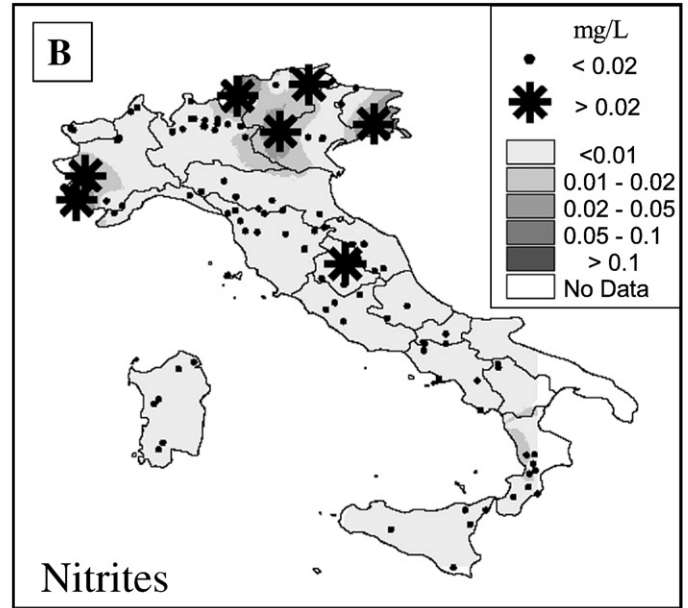 B
mg/L
< 0.02
> 0.02
<0.01
0.01 - 0.02
0.02 - 0.05
0.05 - 0.1
> 0.1
No Data
Nitrites